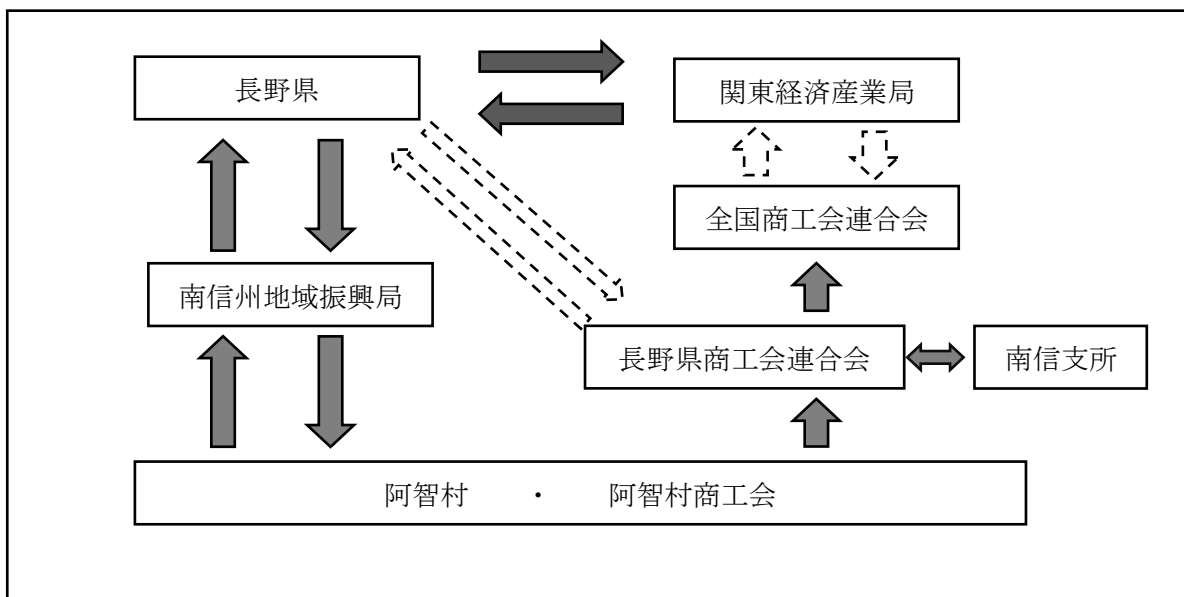 長野県
関東経済産業局
全国商工会連合会
南信州地域振興局
長野県商工会連合会
南信支所
阿智村 ・ 阿智村商工会